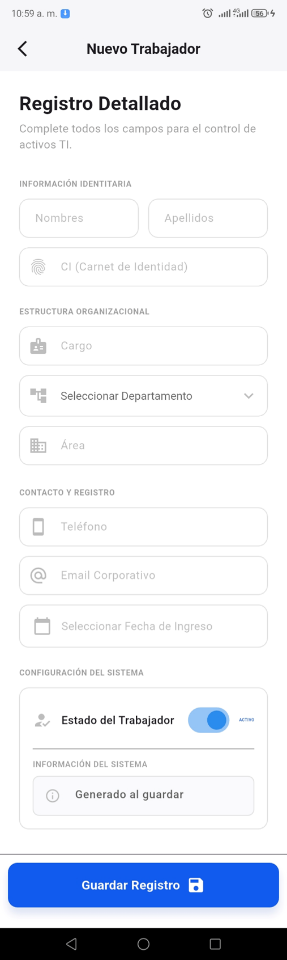 10:59 a. m.
4G
56
Nuevo Trabajador
Registro Detallado
Complete todos los campos para el control de
activos TI.
INFORMACIÓN IDENTITARIA
Nombres
Apellidos
CI (Carnet de Identidad)
ESTRUCTURA ORGANIZACIONAL
Cargo
Seleccionar Departamento
Área
CONTACTO Y REGISTRO
Teléfono
Email Corporativo
Seleccionar Fecha de Ingreso
CONFIGURACIÓN DEL SISTEMA
Estado del Trabajador
ACTIVO
INFORMACIÓN DEL SISTEMA
Generado al guardar
Guardar Registro